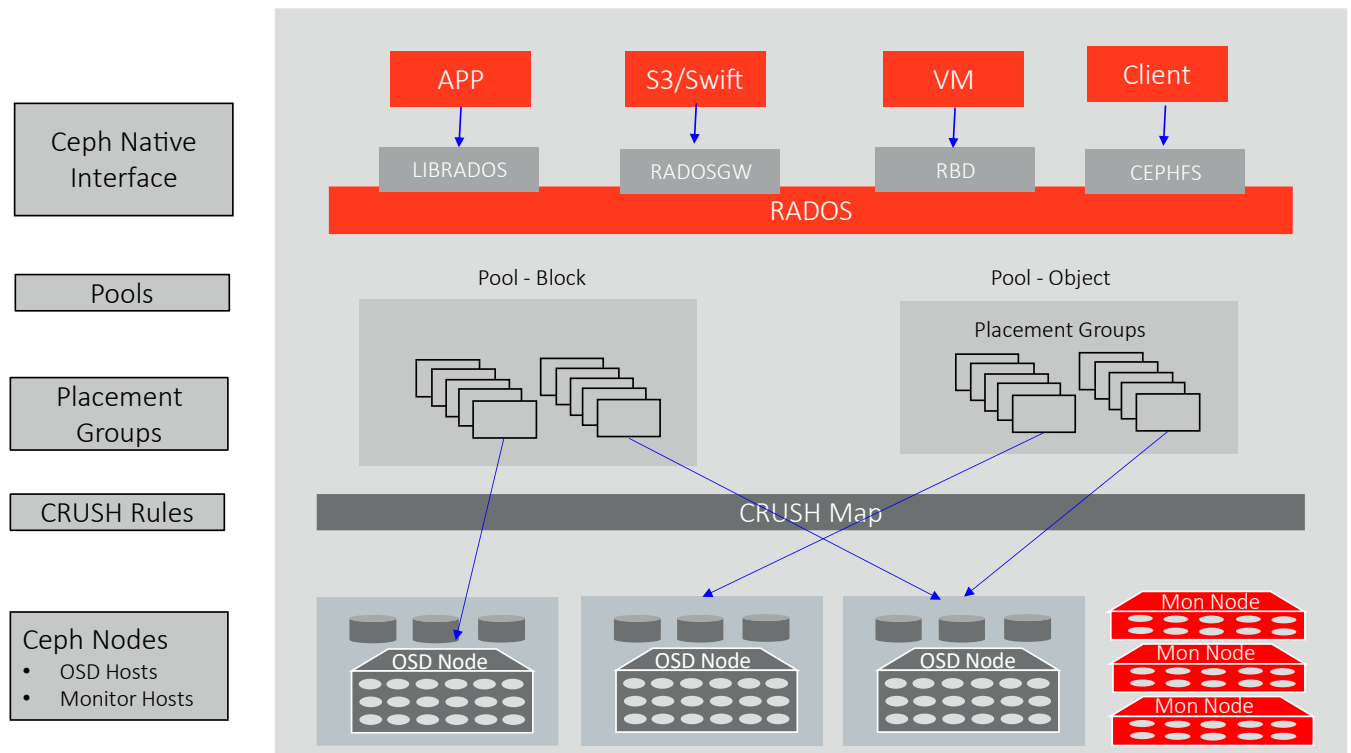 APP
S3/Swift
VM
Client
Ceph Native
Interface
LIBRADOS
RADOSGW
RBD
CEPHFS
RADOS
Pools
Pool - Block
Pool - Object
Placement Groups
Placement
Groups
CRUSH Rules
CRUSH Map
Ceph Nodes
• OSD Hosts
• Monitor Hosts
OSD Node
OSD Node
OSD Node
Mon Node
Mon Node
Mon Node